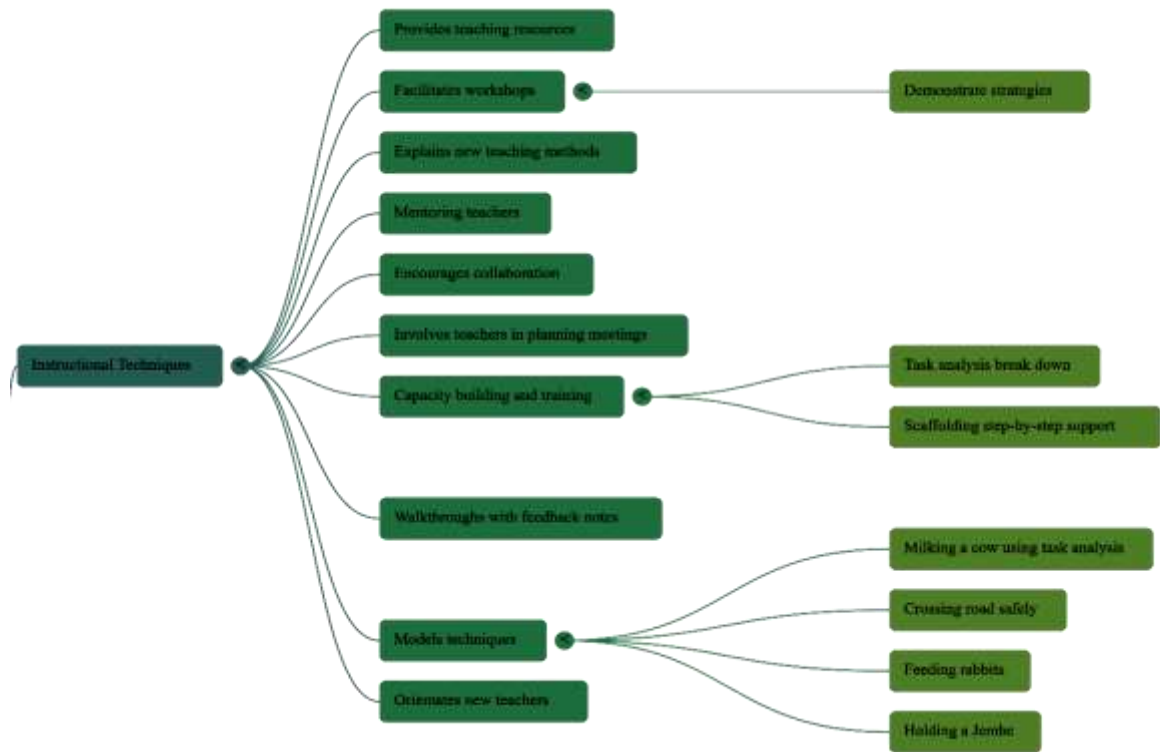 Provides teaching resources
Facilitates workshops
Demonstrate strategies
Explains new teaching methods
Mentoring teachers
Encourages collaboration
Involves teachers in planning meetings
Instructional Techniques
Capacity building and training
Task analysis break down
Scaffolding step-by-step support
Walkthroughs with feedback notes
Models techniques
Milking a cow using task analysis
Crossing road safely
Feeding rabbits
Holding a Jembe
Orientates new teachers